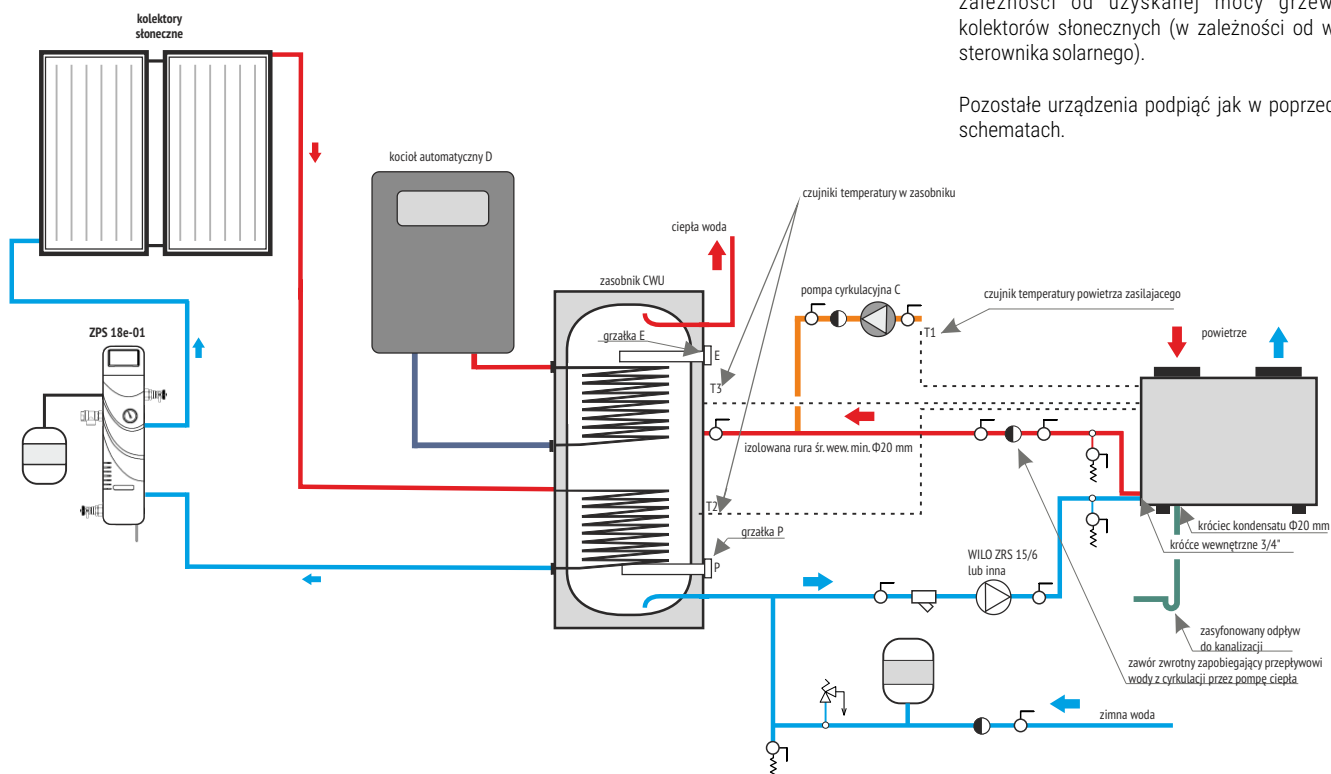 zależności od uzyskanej mocy grzew
kolektorów słonecznych (w zależności od w
sterownika solarnego).
Pozostałe urządzenia podpiąć jak w poprzed
schematach.
kolektory
słoneczne
kocioł automatyczny D
czujniki temperatury w zasobniku
ciepła woda
zasobnik CWU
pompa cyrkulacyjna C
czujnik temperatury powietrza zasilajacego
ZPS 18e-01
grzałka E
E
T1
powietrze
T3
izolowana rura śr. wew. min. Φ20 mm
T2
grzałka P
P
WILO ZRS 15/6
lub inna
króciec kondensatu Φ20 mm
króćce wewnętrzne 3/4"
zasyfonowany odpływ
do kanalizacji
zawór zwrotny zapobiegający przepływowi
wody z cyrkulacji przez pompę ciepła
zimna woda